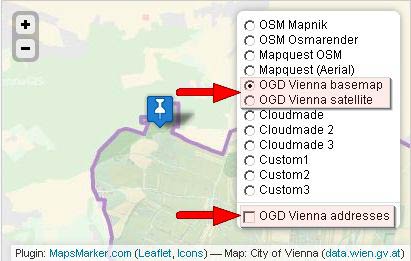 +
−
OSM Mapnik
OSM Osmarender
Mapquest OSM
Mapquest (Aerial)
OGD Vienna basemap
OGD Vienna satellite
Cloudmade
Cloudmade 2
Cloudmade 3
Custom1
Custom2
Custom3
OGD Vienna addresses
Plugin: MapsMarker.com (Leaflet, Icons) — Map: City of Vienna (data.wien.gv.at)